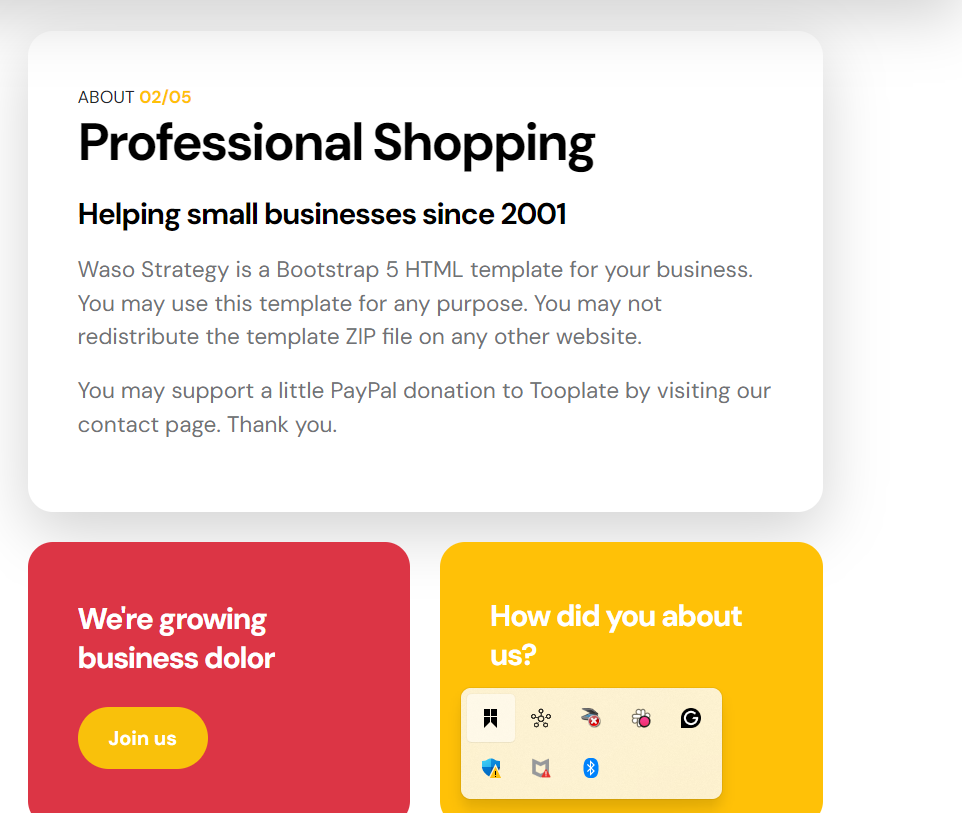 ABOUT 02/05
Professional Shopping
Helping small businesses since 2001
Waso Strategy is a Bootstrap 5 HTML template for your business.
You may use this template for any purpose. You may not
redistribute the template ZIP file on any other website.
You may support a little PayPal donation to Tooplate by visiting our
contact page. Thank you.
We're growing
business dolor
Join us
How did you about
us?